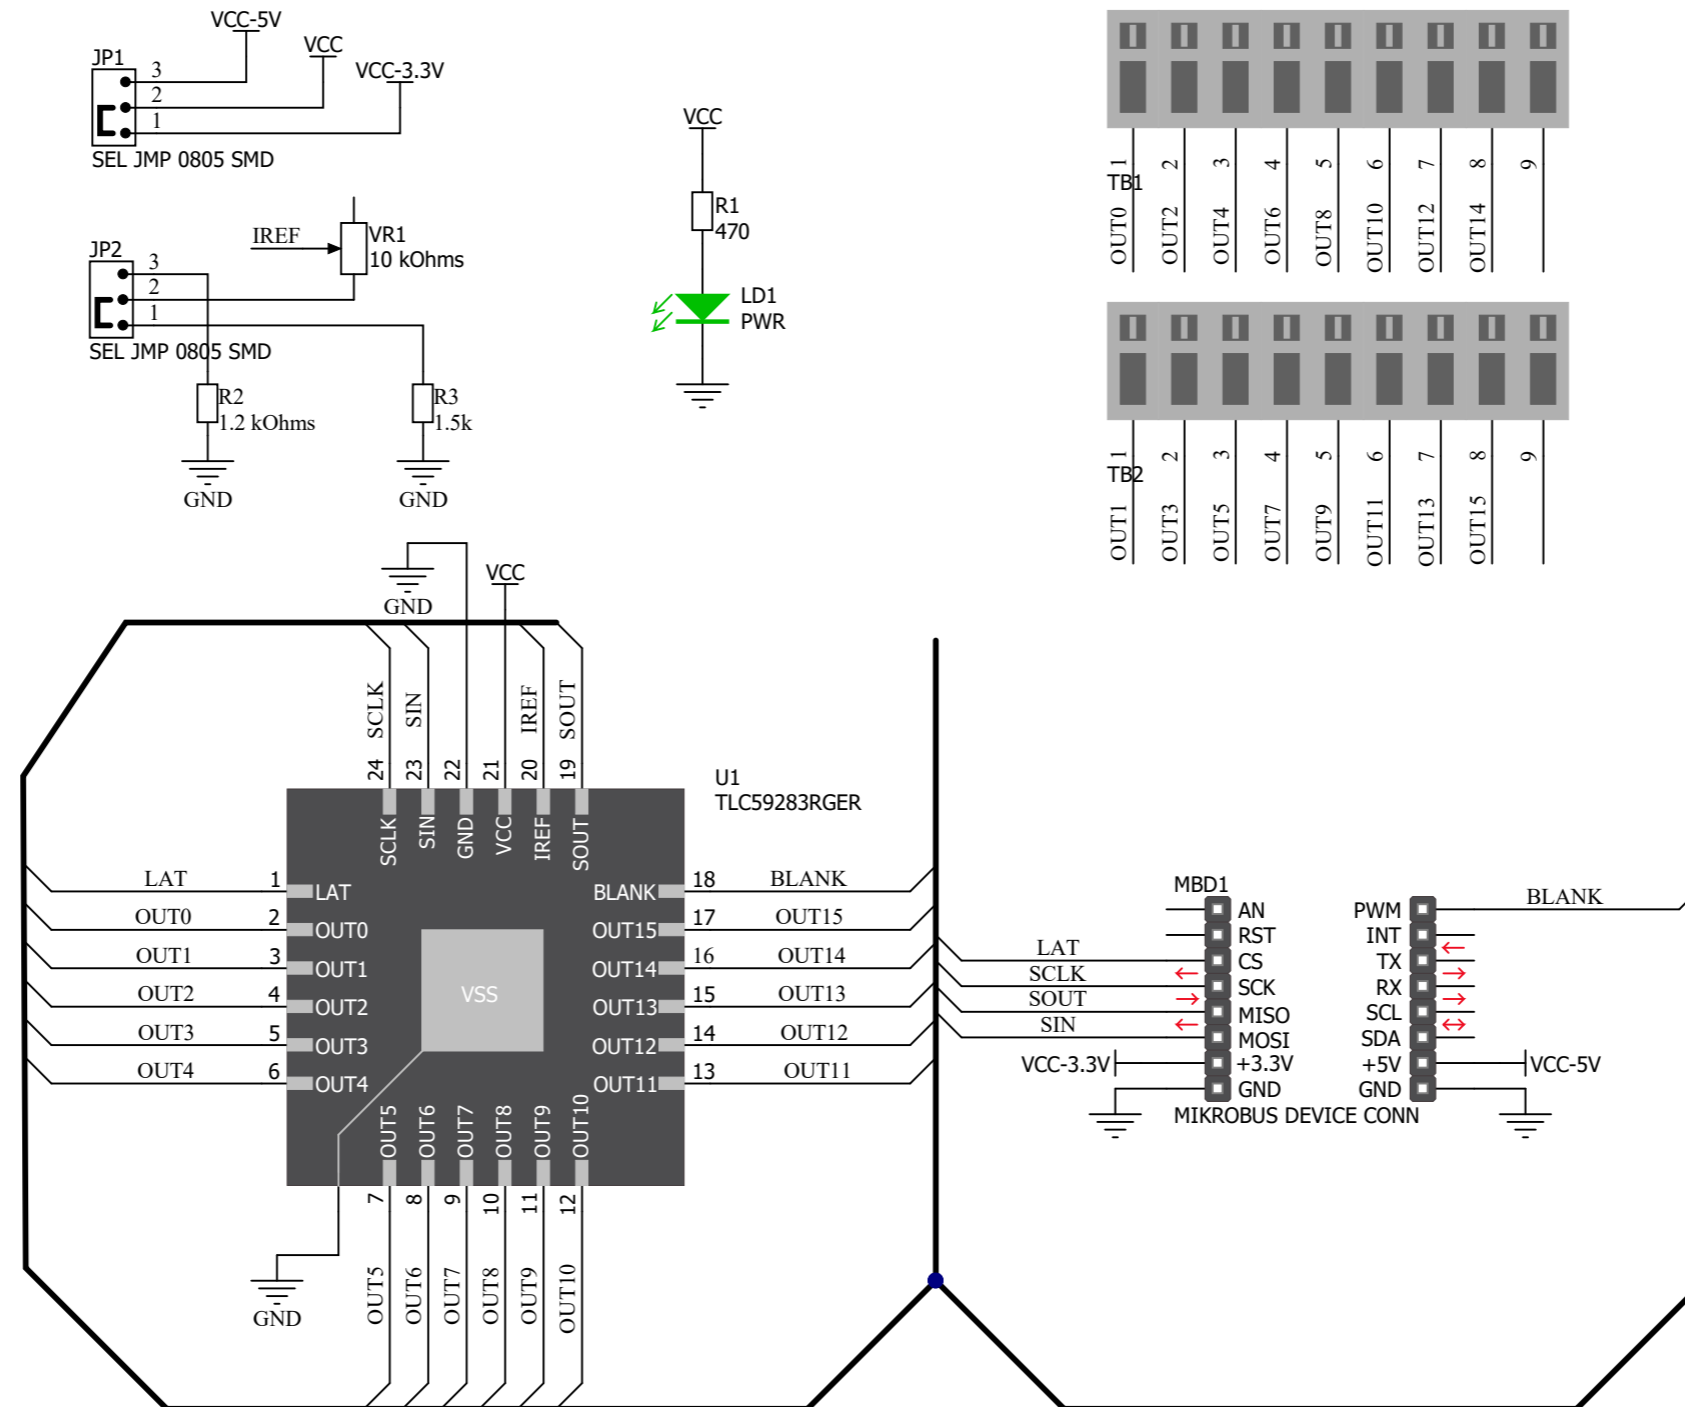 VCC-5V
VCC
VCC-3.3V
JP1
3
2
1
SEL JMP 0805 SMD
IREF
VR1
10 kOhms
JP2
3
2
1
SEL JMP 0805 SMD
R2
1.2 kOhms
GND
R3
1.5k
GND
VCC
R1
470
LD1
PWR
1 2 3 4 5 6 7 8 9
TB1
OUT0 OUT2 OUT4 OUT6 OUT8 OUT10 OUT12 OUT14
1 2 3 4 5 6 7 8 9
TB2
OUT1 OUT3 OUT5 OUT7 OUT9 OUT11 OUT13 OUT15
GND
VCC
SCLK SIN IREF SOUT
24 23 22 21 20 19
SCLK SIN GND VCC IREF SOUT
U1
TLC59283RGER
LAT 1 LAT
OUT0 2 OUT0
OUT1 3 OUT1
OUT2 4 OUT2
OUT3 5 OUT3
OUT4 6 OUT4
VSS
BLANK 18 BLANK
OUT15 17 OUT15
OUT14 16 OUT14
OUT13 15 OUT13
OUT12 14 OUT12
OUT11 13 OUT11
OUT5 OUT6 OUT7 OUT8 OUT9 OUT10
7 8 9 10 11 12
OUT5 OUT6 OUT7 OUT8 OUT9 OUT10
GND
MBD1
AN
RST
LAT CS
SCLK SCK
SOUT MISO
SIN MOSI
VCC-3.3V +3.3V
GND
PWM BLANK
INT
TX
RX
SCL
SDA
+5V VCC-5V
GND
MIKROBUS DEVICE CONN